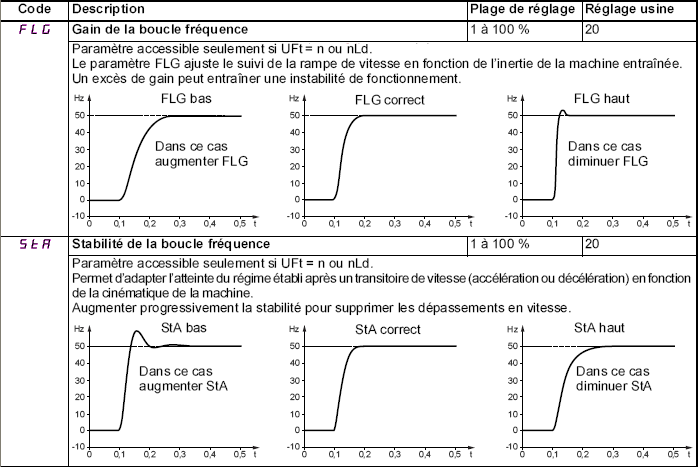 Code Description Plage de réglage Réglage usine
FLG Gain de la boucle fréquence 1 à 100 % 20
Paramètre accessible seulement si UFt = n ou nLd.
Le paramètre FLG ajuste le suivi de la rampe de vitesse en fonction de l'inertie de la machine entraînée.
Un excès de gain peut entraîner une instabilité de fonctionnement.
Hz FLG bas Hz FLG correct Hz FLG haut
50 50 50
40 40 40
Dans ce cas Dans ce cas
30 30 30
augmenter FLG diminuer FLG
20 20 20
10 10 10
0 0 0
-10 -10 -10
0 0,1 0,2 0,3 0,4 0,5 t 0 0,1 0,2 0,3 0,4 0,5 t 0 0,1 0,2 0,3 0,4 0,5 t
StA Stabilité de la boucle fréquence 1 à 100 % 20
Paramètre accessible seulement si UFt = n ou nLd.
Permet d'adapter l'atteinte du régime établi après un transitoire de vitesse (accélération ou décélération) en fonction
de la cinématique de la machine.
Augmenter progressivement la stabilité pour supprimer les dépassements en vitesse.
Hz StA bas Hz StA correct Hz StA haut
50 50 50
40 40 40
Dans ce cas Dans ce cas
30 30 30
augmenter StA diminuer StA
20 20 20
10 10 10
0 0 0
-10 -10 -10
0 0,1 0,2 0,3 0,4 0,5 t 0 0,1 0,2 0,3 0,4 0,5 t 0 0,1 0,2 0,3 0,4 0,5 t